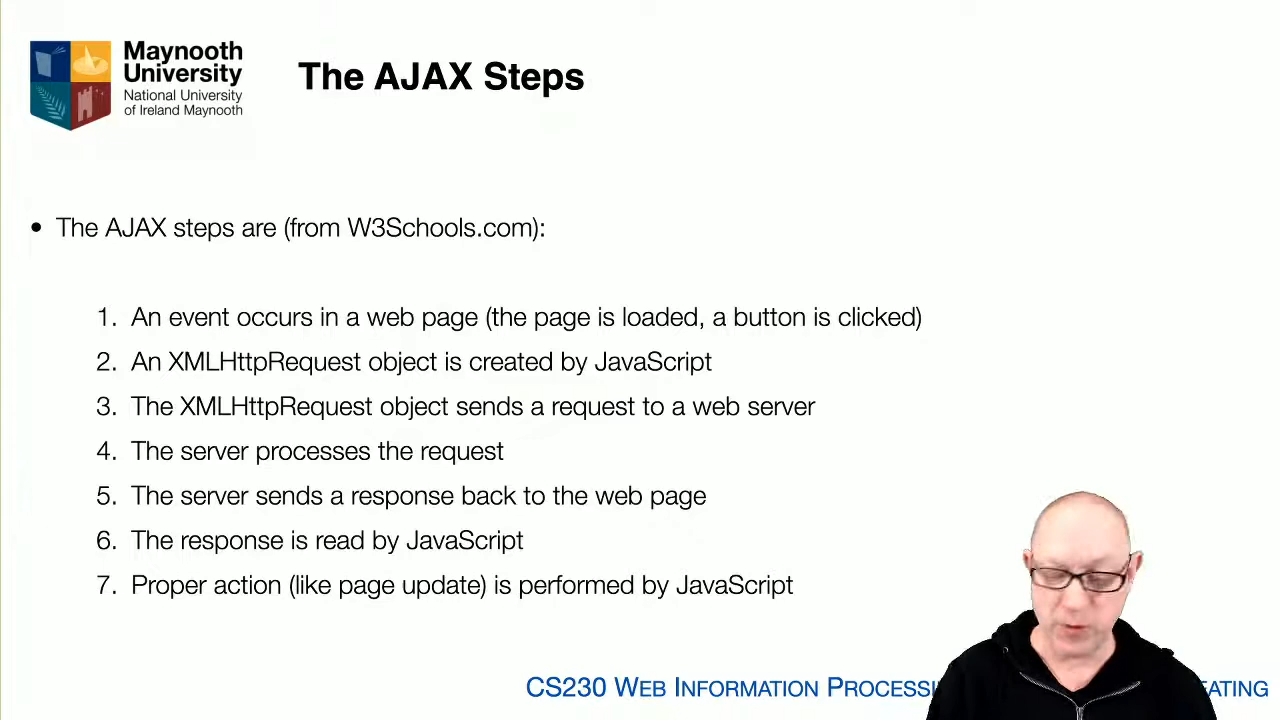 Maynooth
University
National University
of Ireland Maynooth
The AJAX Steps
• The AJAX steps are (from W3Schools.com):
1. An event occurs in a web page (the page is loaded, a button is clicked)
2. An XMLHttpRequest object is created by JavaScript
3. The XMLHttpRequest object sends a request to a web server
4. The server processes the request
5. The server sends a response back to the web page
6. The response is read by JavaScript
7. Proper action (like page update) is performed by JavaScript
CS230 WEB INFORMATION